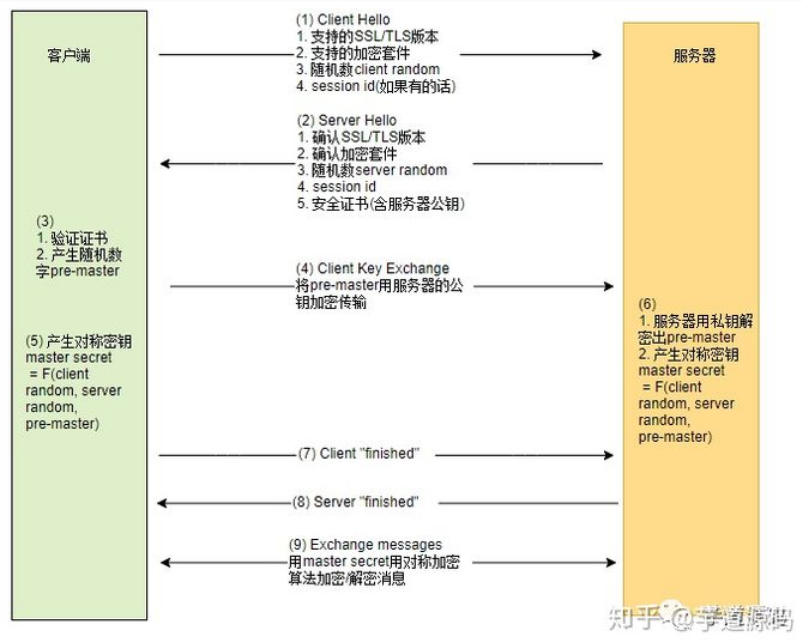 (1) Client Hello
1. 支持的SSL/TLS版本
2. 支持的加密套件
3. 随机数client random
4. session id(如果有的话)
客户端
服务器
(2) Server Hello
1. 确认SSL/TLS版本
2. 确认加密套件
3. 随机数server random
4. session id
5. 安全证书(含服务器公钥)
(3)
1. 验证证书
2. 产生随机数
字pre-master
(4) Client Key Exchange
将pre-master用服务器的公
钥加密传输
(5) 产生对称密钥
master secret
= F(client
random, server
random,
pre-master)
(6)
1. 服务器用私钥解
密出pre-master
2. 产生对称密钥
master secret
= F(client
random, server
random,
pre-master)
(7) Client "finished"
(8) Server "finished"
(9) Exchange messages
用master secret用对称加密
算法加密/解密消息
知乎 @芋道源码